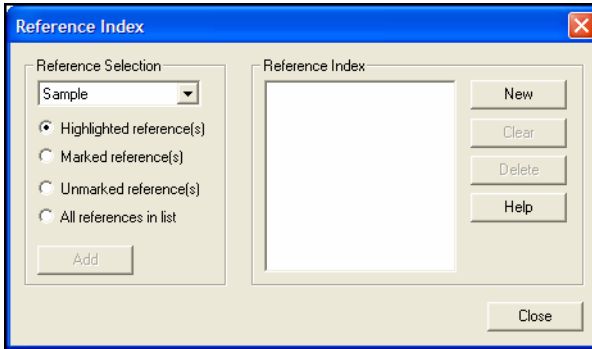 Reference Index
Reference Selection
Sample
Highlighted reference(s)
Marked reference(s)
Unmarked reference(s)
All references in list
Add
Reference Index
New
Clear
Delete
Help
Close